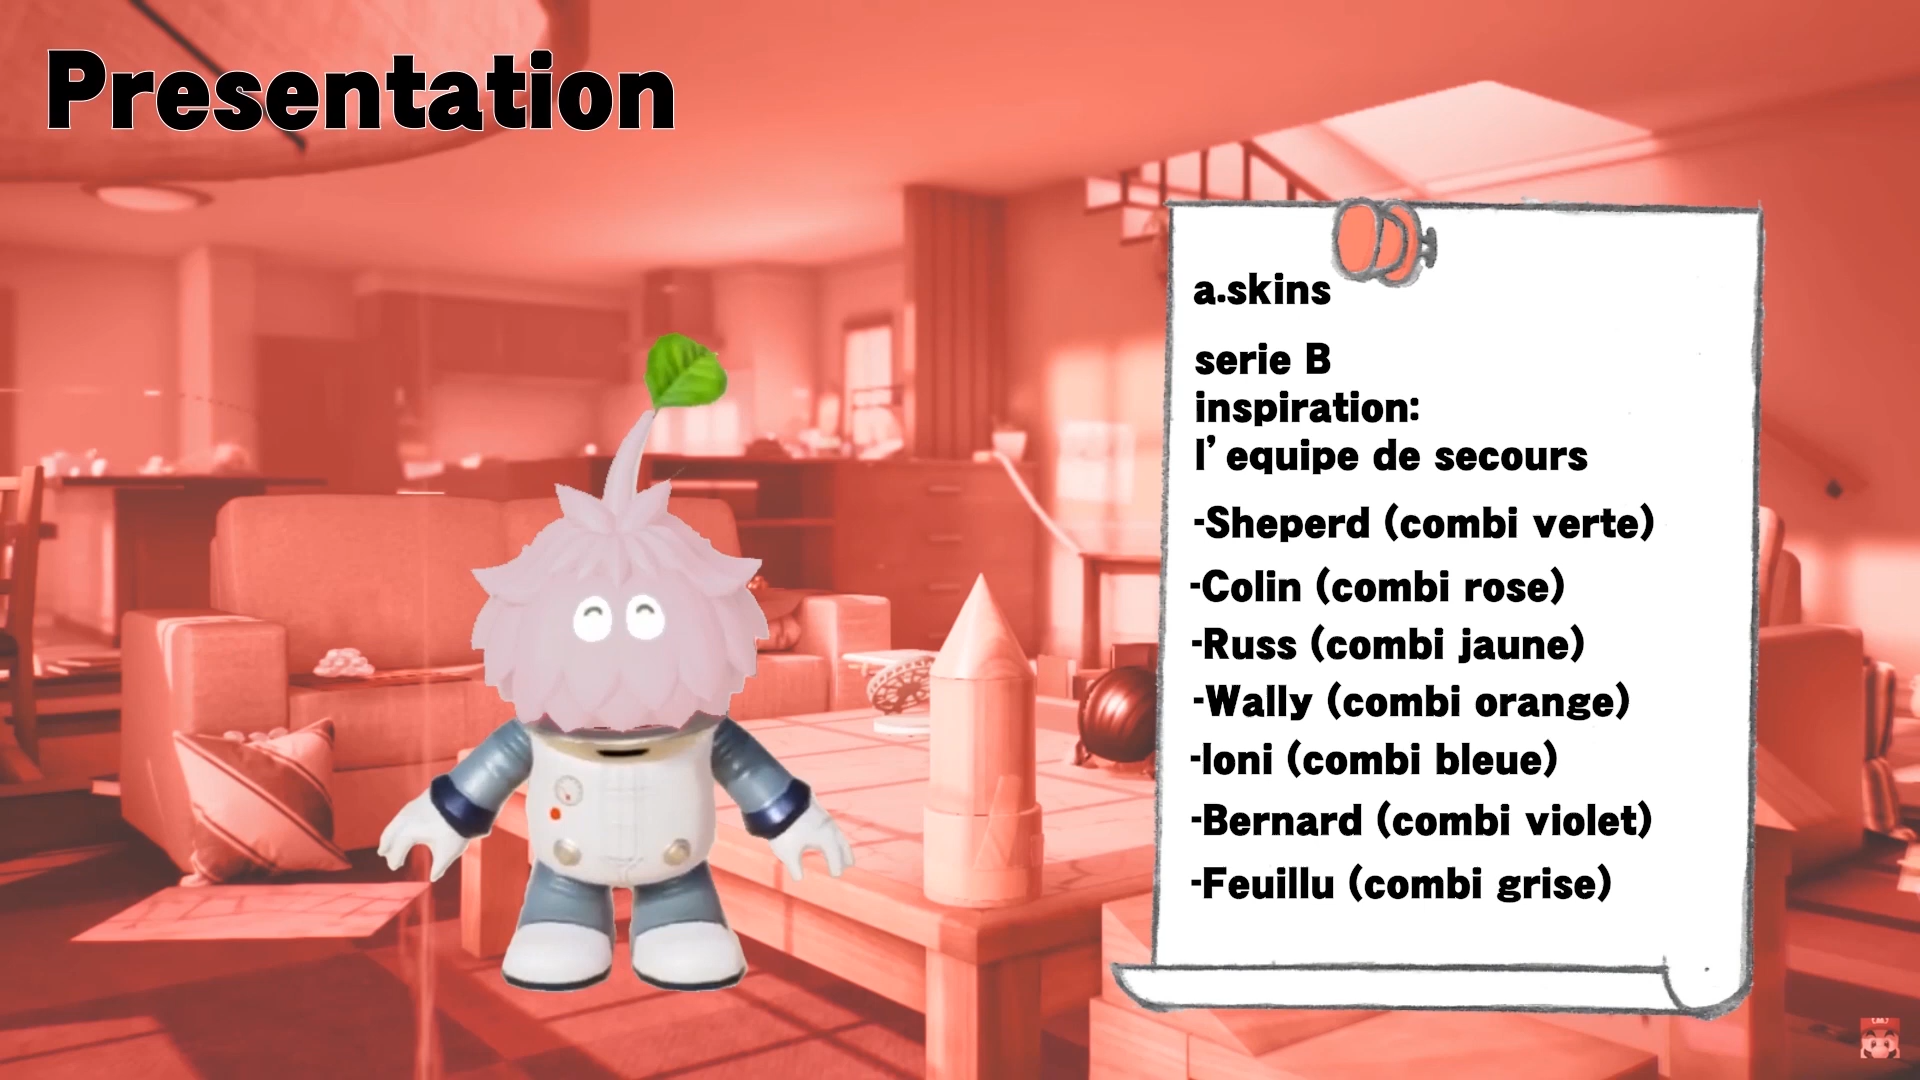 Presentation
a.skins
serie B
inspiration:
l'equipe de secours
-Sheperd (combi verte)
-Colin (combi rose)
-Russ (combi jaune)
-Wally (combi orange)
-Ioni (combi bleue)
-Bernard (combi violet)
-Feuillu (combi grise)